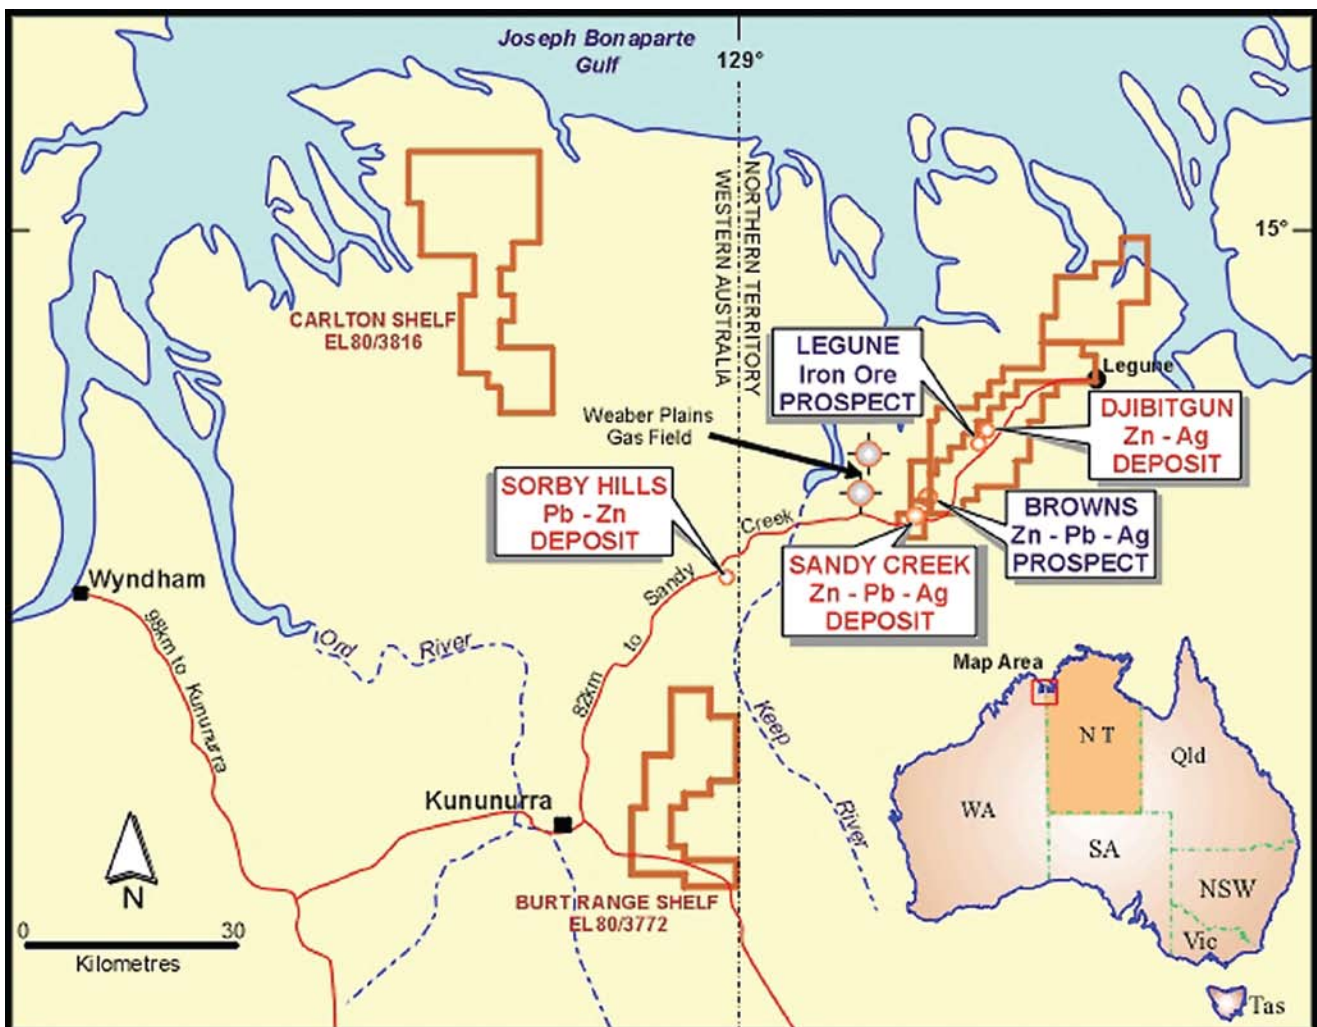 Joseph Bonaparte
Gulf
129°
NORTHERN TERRITORY
WESTERN AUSTRALIA
15°
CARLTON SHELF
EL80/3816
LEGUNE
Iron Ore
PROSPECT
Legune
Weaber Plains
Gas Field
DJIBITGUN
Zn - Ag
DEPOSIT
SORBY HILLS
Pb - Zn
DEPOSIT
BROWNS
Zn - Pb - Ag
PROSPECT
SANDY CREEK
Zn - Pb - Ag
DEPOSIT
82km to Sandy Creek
Wyndham
98km to Kununurra
Ord River
Keep River
Kununurra
BURT RANGE SHELF
EL80/3772
N
0 30
Kilometres
Map Area
NT
Qld
WA
SA
NSW
Vic
Tas